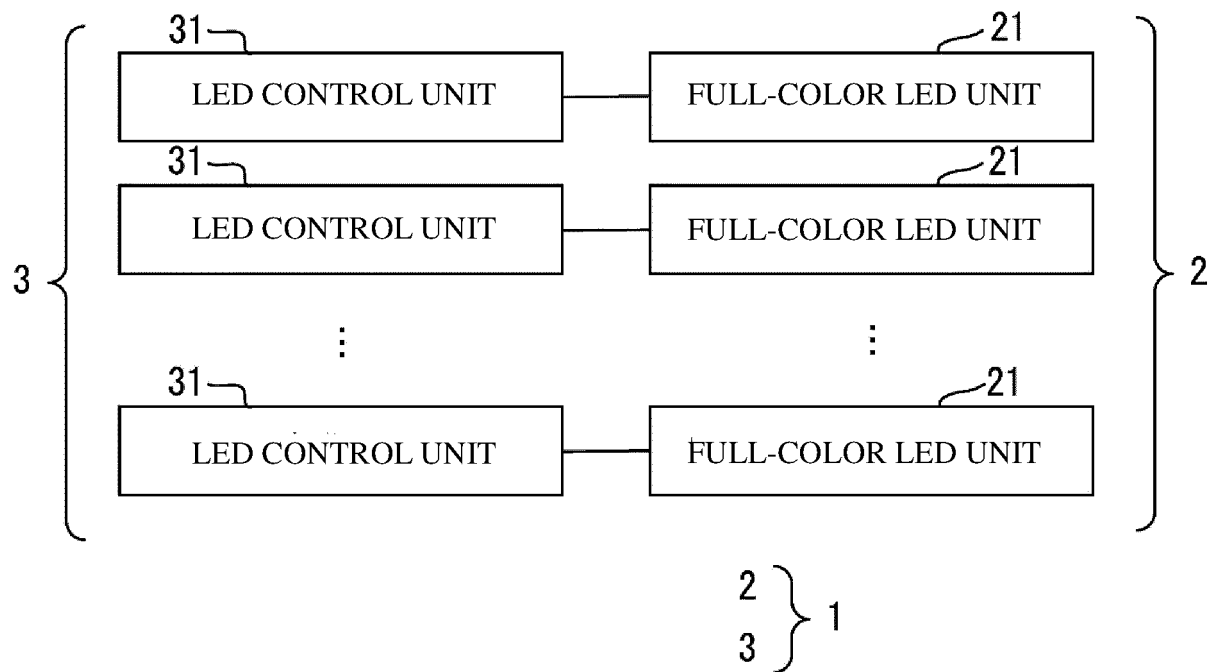 31 21
LED CONTROL UNIT FULL-COLOR LED UNIT
31 21
LED CONTROL UNIT FULL-COLOR LED UNIT
3 2
⋮ ⋮
31 21
LED CONTROL UNIT FULL-COLOR LED UNIT
2
1
3